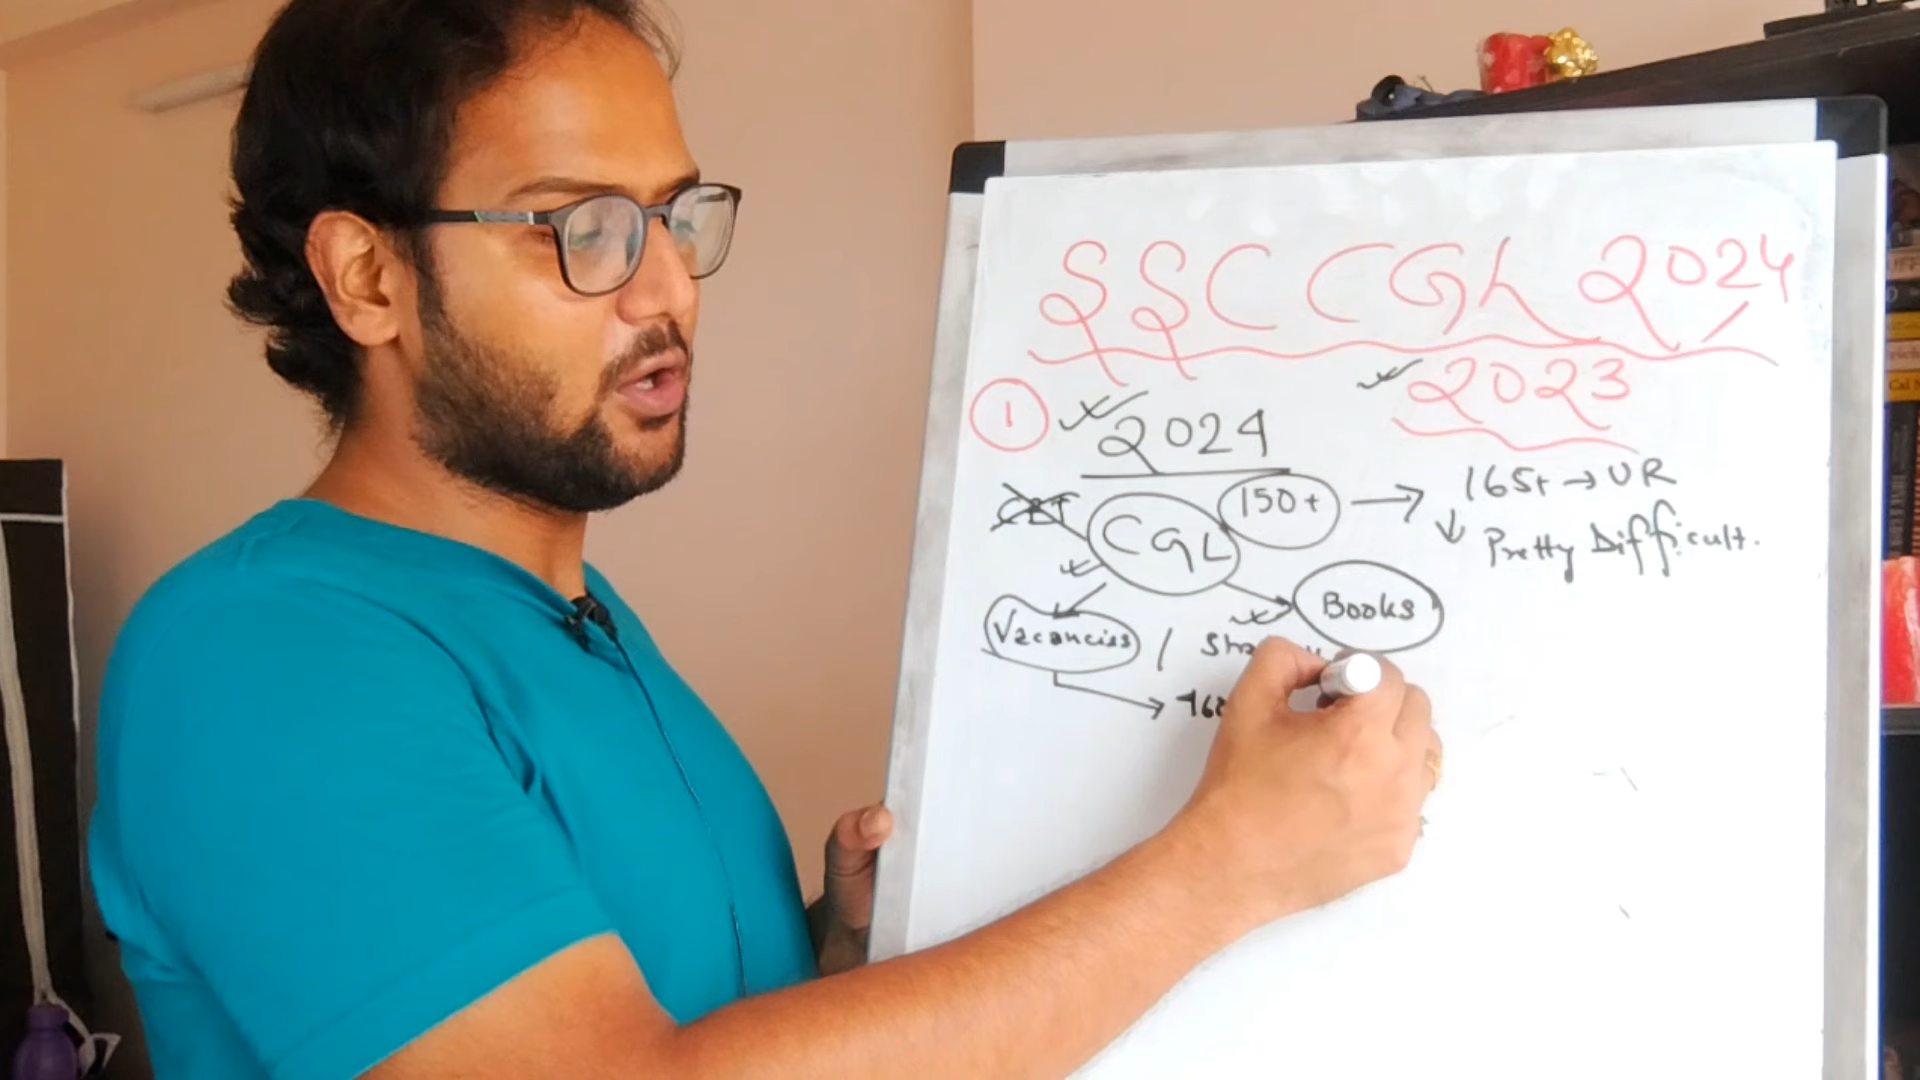 SSC CGL 2024
2023
1 2024
165+ → UR
CGL 150+ →
↓ Pretty Difficult.
Books
Vacancies /